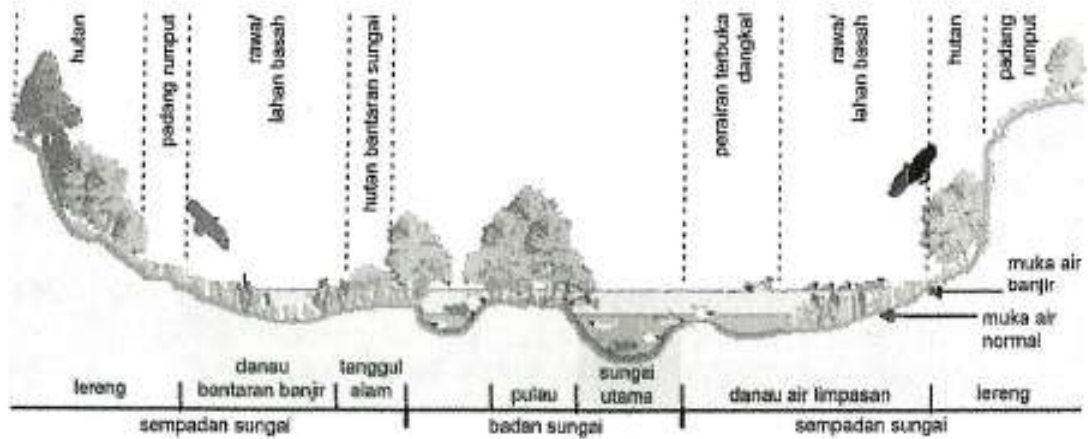 hutan
padang rumput
rawa/
lahan basah
hutan bantaran sungai
perairan terbuka
dangkal
rawa/
lahan basah
hutan
padang
rumput
muka air
banjir
muka air
normal
lereng
danau
bantaran banjir
tanggul
alam
pulau
sungai
utama
danau air limpasan
lereng
sempadan sungai
badan sungai
sempadan sungai